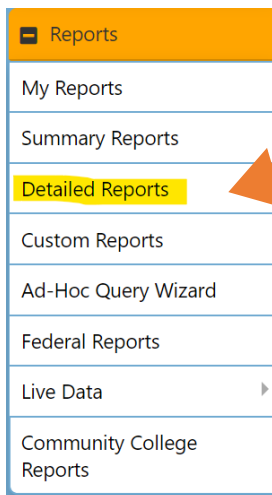 Reports
My Reports
Summary Reports
Detailed Reports
Custom Reports
Ad-Hoc Query Wizard
Federal Reports
Live Data
Community College
Reports